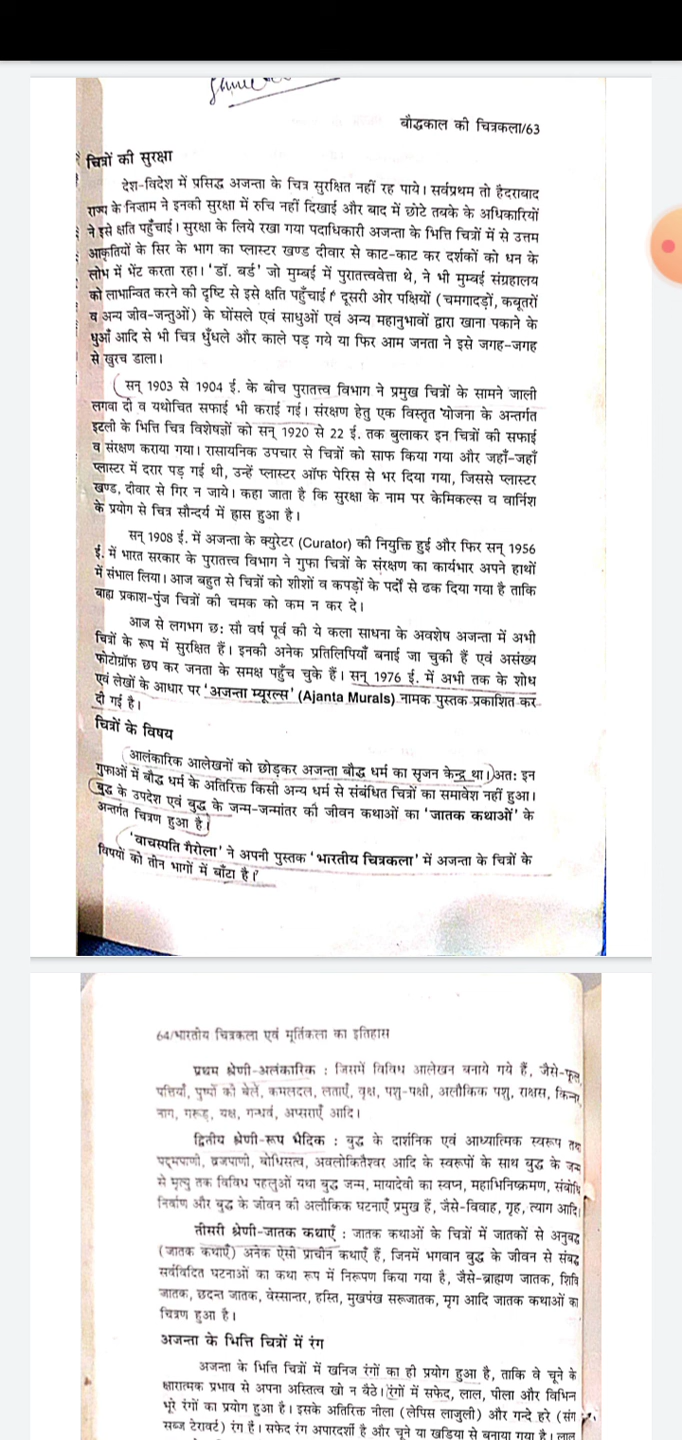 बौद्धकाल की चित्रकला/63
चित्रों की सुरक्षा
देश-विदेश में प्रसिद्ध अजन्ता के चित्र सुरक्षित नहीं रह पाये। सर्वप्रथम तो हैदराबाद
राज्य के निज़ाम ने इनकी सुरक्षा में रुचि नहीं दिखाई और बाद में छोटे तबके के अधिकारियों
ने इसे क्षति पहुँचाई। सुरक्षा के लिये रखा गया पदाधिकारी अजन्ता के भित्ति चित्रों में से उत्तम
आकृतियों के सिर के भाग का प्लास्टर खण्ड दीवार से काट-काट कर दर्शकों को धन के
लोभ में भेंट करता रहा। 'डॉ. बर्ड' जो मुम्बई में पुरातत्त्ववेत्ता थे, ने भी मुम्बई संग्रहालय
को लाभान्वित करने की दृष्टि से इसे क्षति पहुँचाई। दूसरी ओर पक्षियों (चमगादड़ों, कबूतरों
व अन्य जीव-जन्तुओं) के घोंसले एवं साधुओं एवं अन्य महानुभावों द्वारा खाना पकाने के
धुआँ आदि से भी चित्र धुँधले और काले पड़ गये या फिर आम जनता ने इसे जगह-जगह
से खुरच डाला।
सन् 1903 से 1904 ई. के बीच पुरातत्त्व विभाग ने प्रमुख चित्रों के सामने जाली
लगवा दी व यथोचित सफाई भी कराई गई। संरक्षण हेतु एक विस्तृत योजना के अन्तर्गत
इटली के भित्ति चित्र विशेषज्ञों को सन् 1920 से 22 ई. तक बुलाकर इन चित्रों की सफाई
व संरक्षण कराया गया। रासायनिक उपचार से चित्रों को साफ किया गया और जहाँ-जहाँ
प्लास्टर में दरार पड़ गई थी, उन्हें प्लास्टर ऑफ पेरिस से भर दिया गया, जिससे प्लास्टर
खण्ड, दीवार से गिर न जाये। कहा जाता है कि सुरक्षा के नाम पर केमिकल्स व वार्निश
के प्रयोग से चित्र सौन्दर्य में ह्रास हुआ है।
सन् 1908 ई. में अजन्ता के क्युरेटर (Curator) की नियुक्ति हुई और फिर सन् 1956
ई. में भारत सरकार के पुरातत्त्व विभाग ने गुफा चित्रों के संरक्षण का कार्यभार अपने हाथों
में संभाल लिया। आज बहुत से चित्रों को शीशों व कपड़ों के पर्दों से ढक दिया गया है ताकि
बाह्य प्रकाश-पुंज चित्रों की चमक को कम न कर दे।
आज से लगभग छः सौ वर्ष पूर्व की ये कला साधना के अवशेष अजन्ता में अभी
चित्रों के रूप में सुरक्षित हैं। इनकी अनेक प्रतिलिपियाँ बनाई जा चुकी हैं एवं असंख्य
फोटोग्रॉफ छप कर जनता के समक्ष पहुँच चुके हैं। सन् 1976 ई. में अभी तक के शोध
एवं लेखों के आधार पर 'अजन्ता म्यूरल्स' (Ajanta Murals) नामक पुस्तक प्रकाशित कर
दी गई है।
चित्रों के विषय
आलंकारिक आलेखनों को छोड़कर अजन्ता बौद्ध धर्म का सृजन केन्द्र था। अतः इन
गुफाओं में बौद्ध धर्म के अतिरिक्त किसी अन्य धर्म से संबंधित चित्रों का समावेश नहीं हुआ।
बुद्ध के उपदेश एवं बुद्ध के जन्म-जन्मांतर की जीवन कथाओं का 'जातक कथाओं' के
अन्तर्गत चित्रण हुआ है।
'वाचस्पति गैरोला' ने अपनी पुस्तक 'भारतीय चित्रकला' में अजन्ता के चित्रों के
विषयों को तीन भागों में बाँटा है।
64/भारतीय चित्रकला एवं मूर्तिकला का इतिहास
प्रथम श्रेणी-अलंकारिक : जिसमें विविध आलेखन बनाये गये हैं, जैसे-फूल,
पत्तियाँ, पुष्पों की बेलें, कमलदल, लताएँ, वृक्ष, पशु-पक्षी, अलौकिक पशु, राक्षस, किन्नर,
नाग, गरूड़, यक्ष, गन्धर्व, अप्सराएँ आदि।
द्वितीय श्रेणी-रूप भैदिक : बुद्ध के दार्शनिक एवं आध्यात्मिक स्वरूप तथा
पद्मपाणी, व्रजपाणी, बोधिसत्व, अवलोकितैश्वर आदि के स्वरूपों के साथ बुद्ध के जन्म
से मृत्यु तक विविध पहलुओं यथा बुद्ध जन्म, मायादेवी का स्वप्न, महाभिनिष्क्रमण, संबोधि
निर्वाण और बुद्ध के जीवन की अलौकिक घटनाएँ प्रमुख हैं, जैसे-विवाह, गृह, त्याग आदि।
तीसरी श्रेणी-जातक कथाएँ : जातक कथाओं के चित्रों में जातकों से अनुबद्ध
(जातक कथाएँ) अनेक ऐसी प्राचीन कथाएँ हैं, जिनमें भगवान बुद्ध के जीवन से संबद्ध
सर्वविदित घटनाओं का कथा रूप में निरूपण किया गया है, जैसे-ब्राह्मण जातक, शिवि
जातक, छदन्त जातक, वेस्सान्तर, हस्ति, मुखपंख सरूजातक, मृग आदि जातक कथाओं का
चित्रण हुआ है।
अजन्ता के भित्ति चित्रों में रंग
अजन्ता के भित्ति चित्रों में खनिज रंगों का ही प्रयोग हुआ है, ताकि वे चूने के
क्षारात्मक प्रभाव से अपना अस्तित्व खो न बैठे। रंगों में सफेद, लाल, पीला और विभिन्न
भूरे रंगों का प्रयोग हुआ है। इसके अतिरिक्त नीला (लेपिस लाजुली) और गन्दे हरे (संग
सब्ज टेरावर्ट) रंग हैं। सफेद रंग अपारदर्शी है और चूने या खड़िया से बनाया गया है। लाल